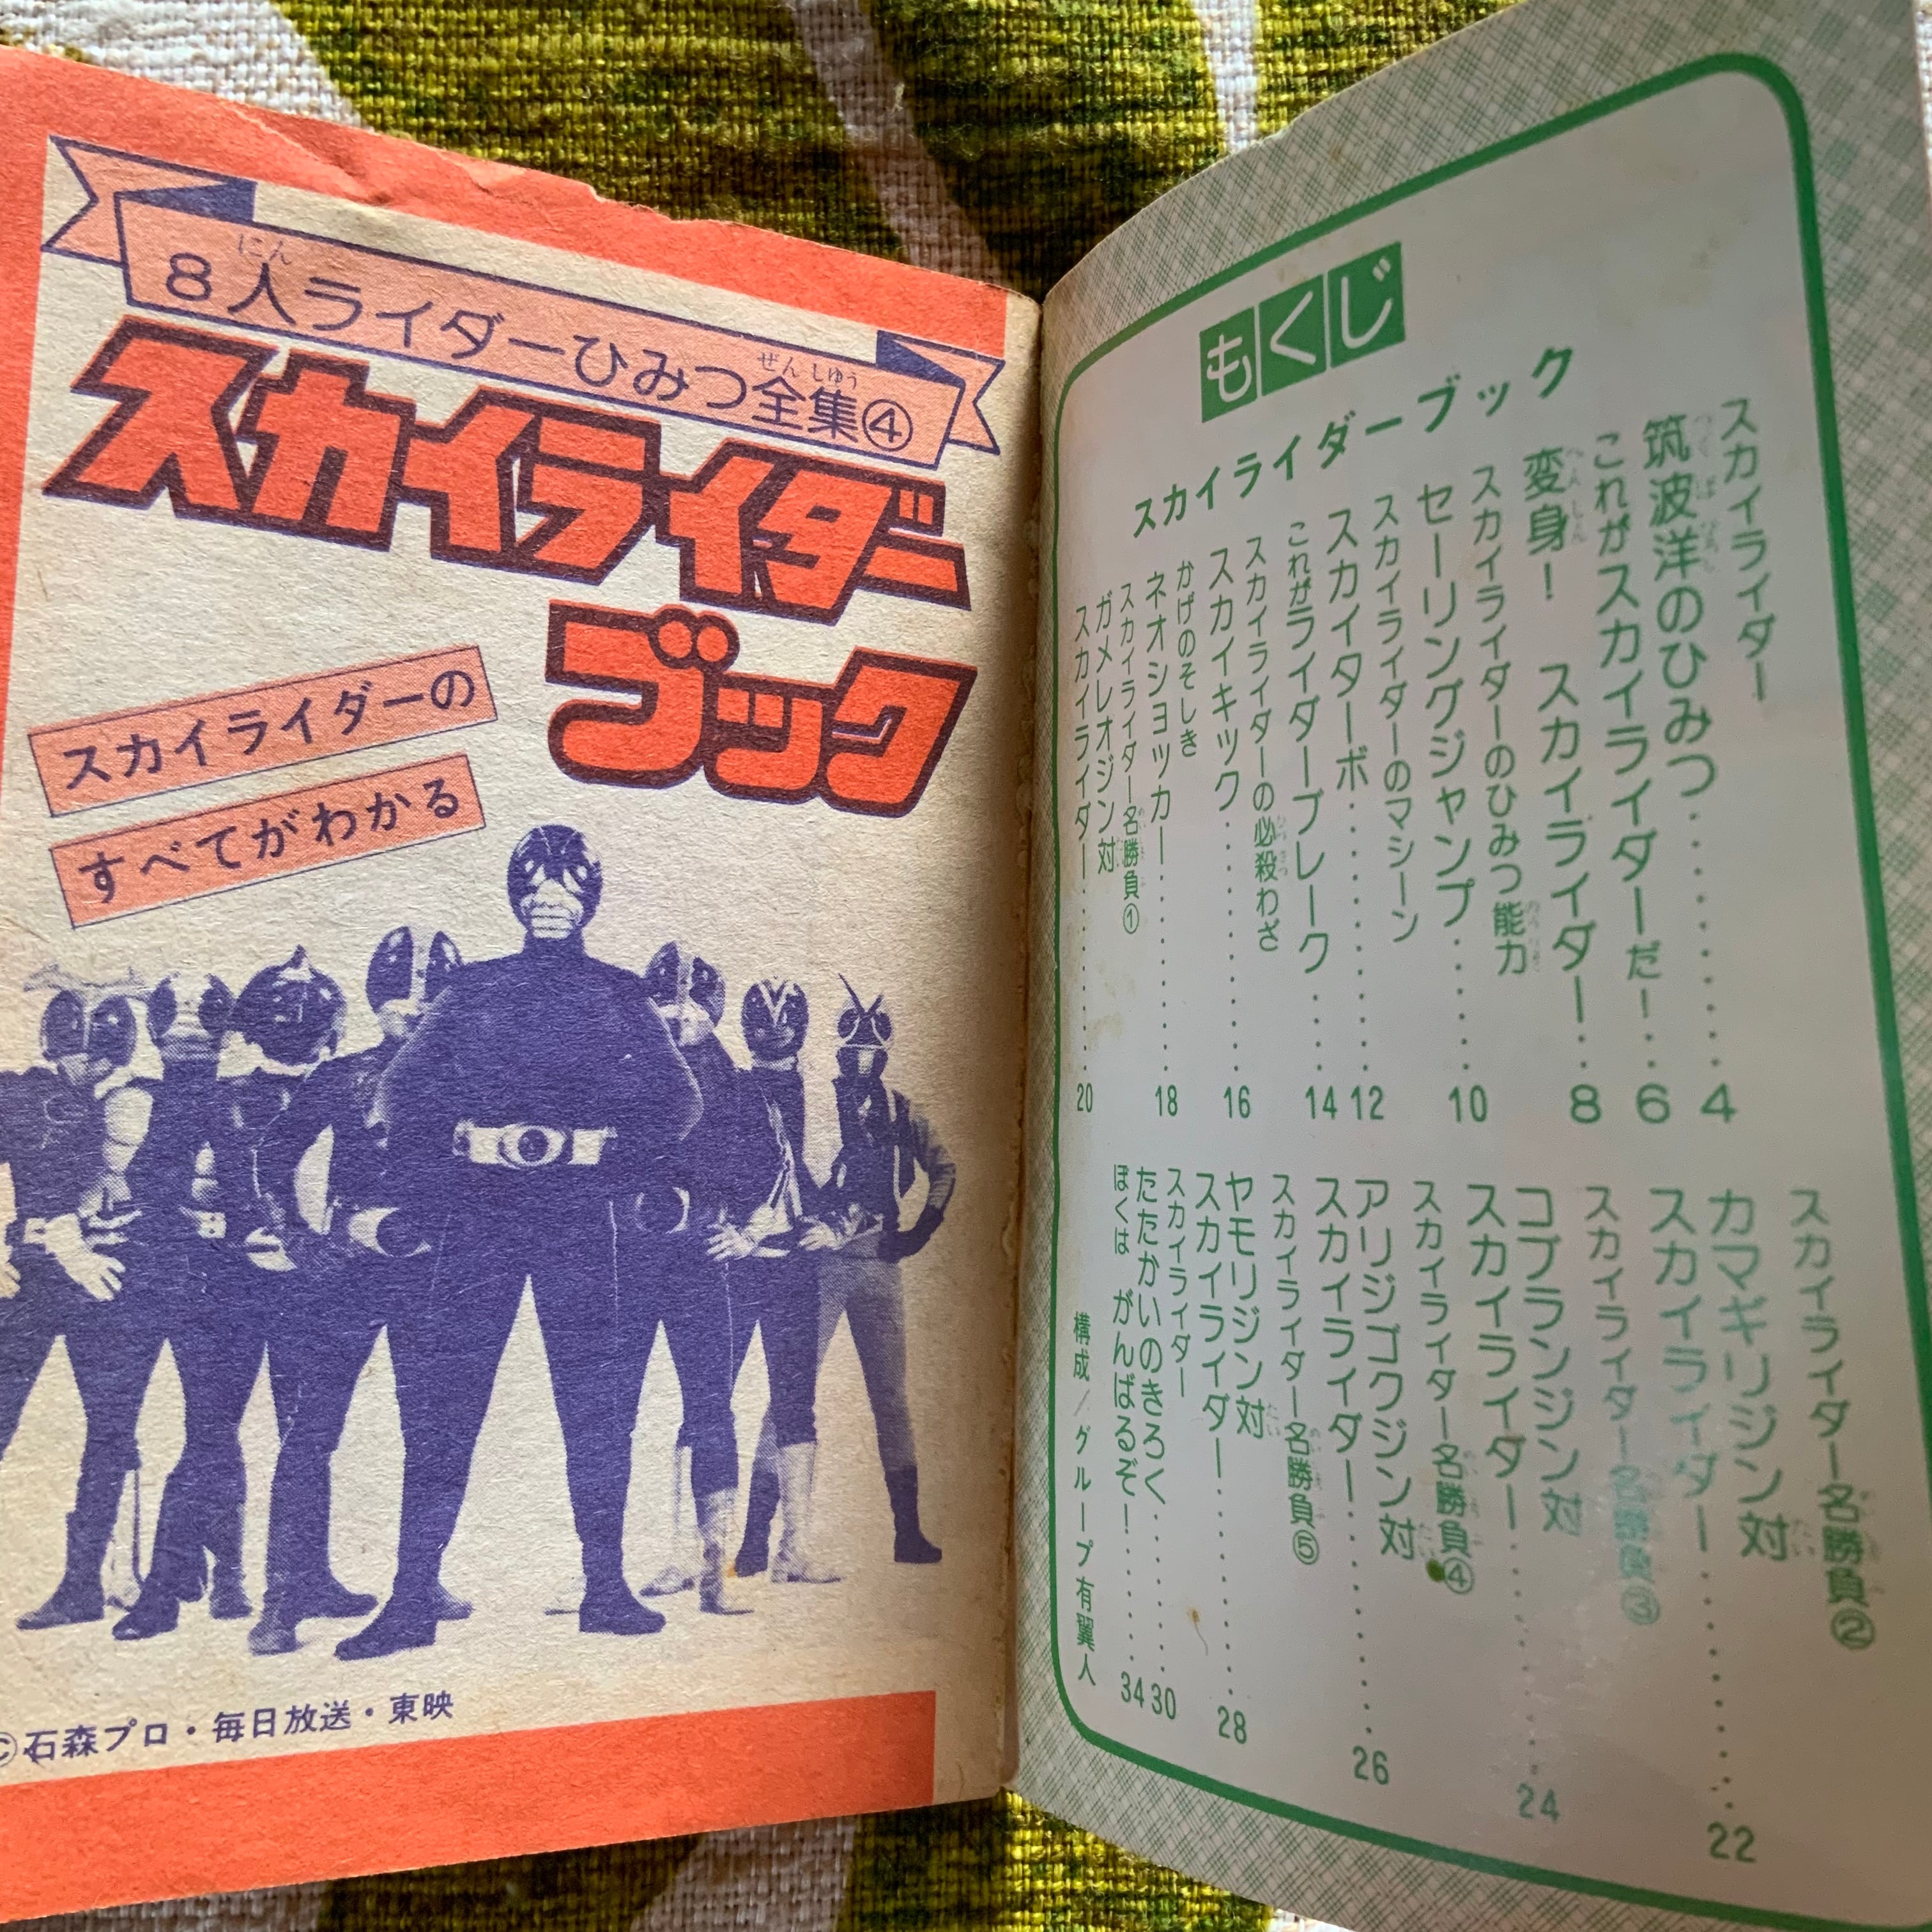 8人ライダーひみつ全集④
スカイライダー
ブック
スカイライダーの
すべてがわかる
©石森プロ・毎日放送・東映
もくじ
スカイライダーブック
スカイライダー
筑波洋のひみつ 4
これがスカイライダーだ! 6
変身! スカイライダー 8
スカイライダーのひみつ能力
セーリングジャンプ 10
スカイライダーのマシーン
スカイターボ 12
これがライダーブレーク 14
スカイライダーの必殺わざ
スカイキック 16
かげのそしき
ネオショッカー 18
スカイライダー名勝負①
ガメレオジン対
スカイライダー 20
スカイライダー名勝負②
カマギリジン対
スカイライダー 22
スカイライダー名勝負③
コブランジン対
スカイライダー 24
スカイライダー名勝負④
アリジゴクジン対
スカイライダー 26
スカイライダー名勝負⑤
ヤモリジン対
スカイライダー 28
スカイライダー
たたかいのきろく 30
ぼくは がんばるぞ! 34
構成/グループ有翼人